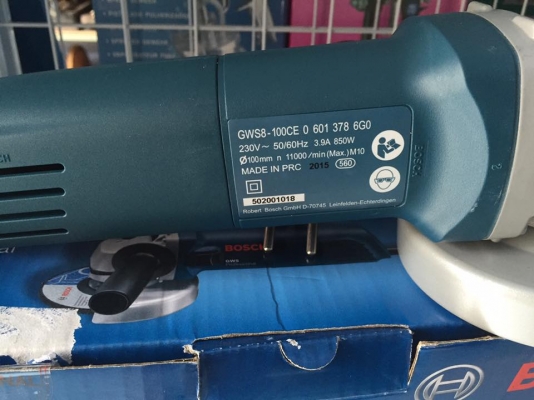 GWS8-100CE 0 601 378 6G0
230V~ 50/60Hz 3.9A 850W
Ø100mm n 11000/min(Max.) M10
MADE IN PRC 2015 560
502001018
Robert Bosch GmbH D-70745 Leinfelden-Echterdingen
BOSCH
GWS